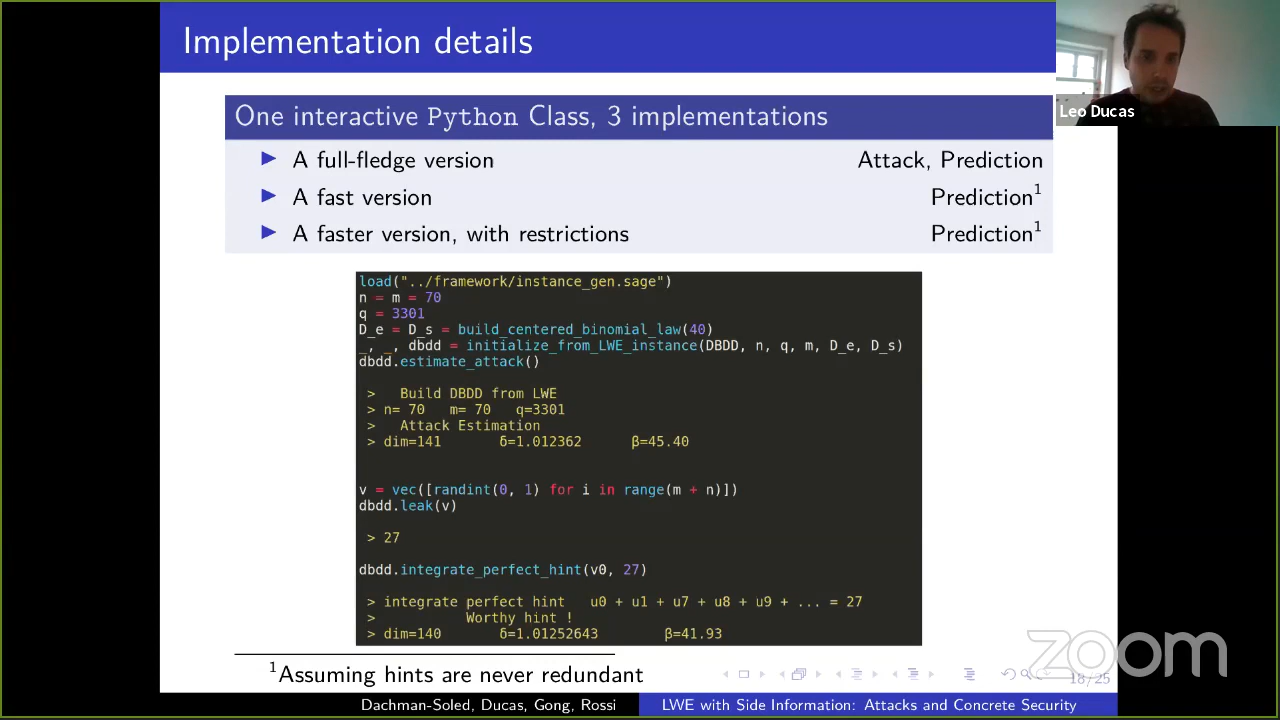 Implementation details
Leo Ducas
One interactive Python Class, 3 implementations
A full-fledge version Attack, Prediction
A fast version Prediction1
A faster version, with restrictions Prediction1
load("../framework/instance_gen.sage")
n = m = 70
q = 3301
D_e = D_s = build_centered_binomial_law(40)
_, _, dbdd = initialize_from_LWE_instance(DBDD, n, q, m, D_e, D_s)
dbdd.estimate_attack()
> Build DBDD from LWE
> n= 70 m= 70 q=3301
> Attack Estimation
> dim=141 δ=1.012362 β=45.40
v = vec([randint(0, 1) for i in range(m + n)])
dbdd.leak(v)
> 27
dbdd.integrate_perfect_hint(v0, 27)
> integrate perfect hint u0 + u1 + u7 + u8 + u9 + ... = 27
> Worthy hint !
> dim=140 δ=1.01252643 β=41.93
1Assuming hints are never redundant
zoom
18/25
Dachman-Soled, Ducas, Gong, Rossi LWE with Side Information: Attacks and Concrete Security